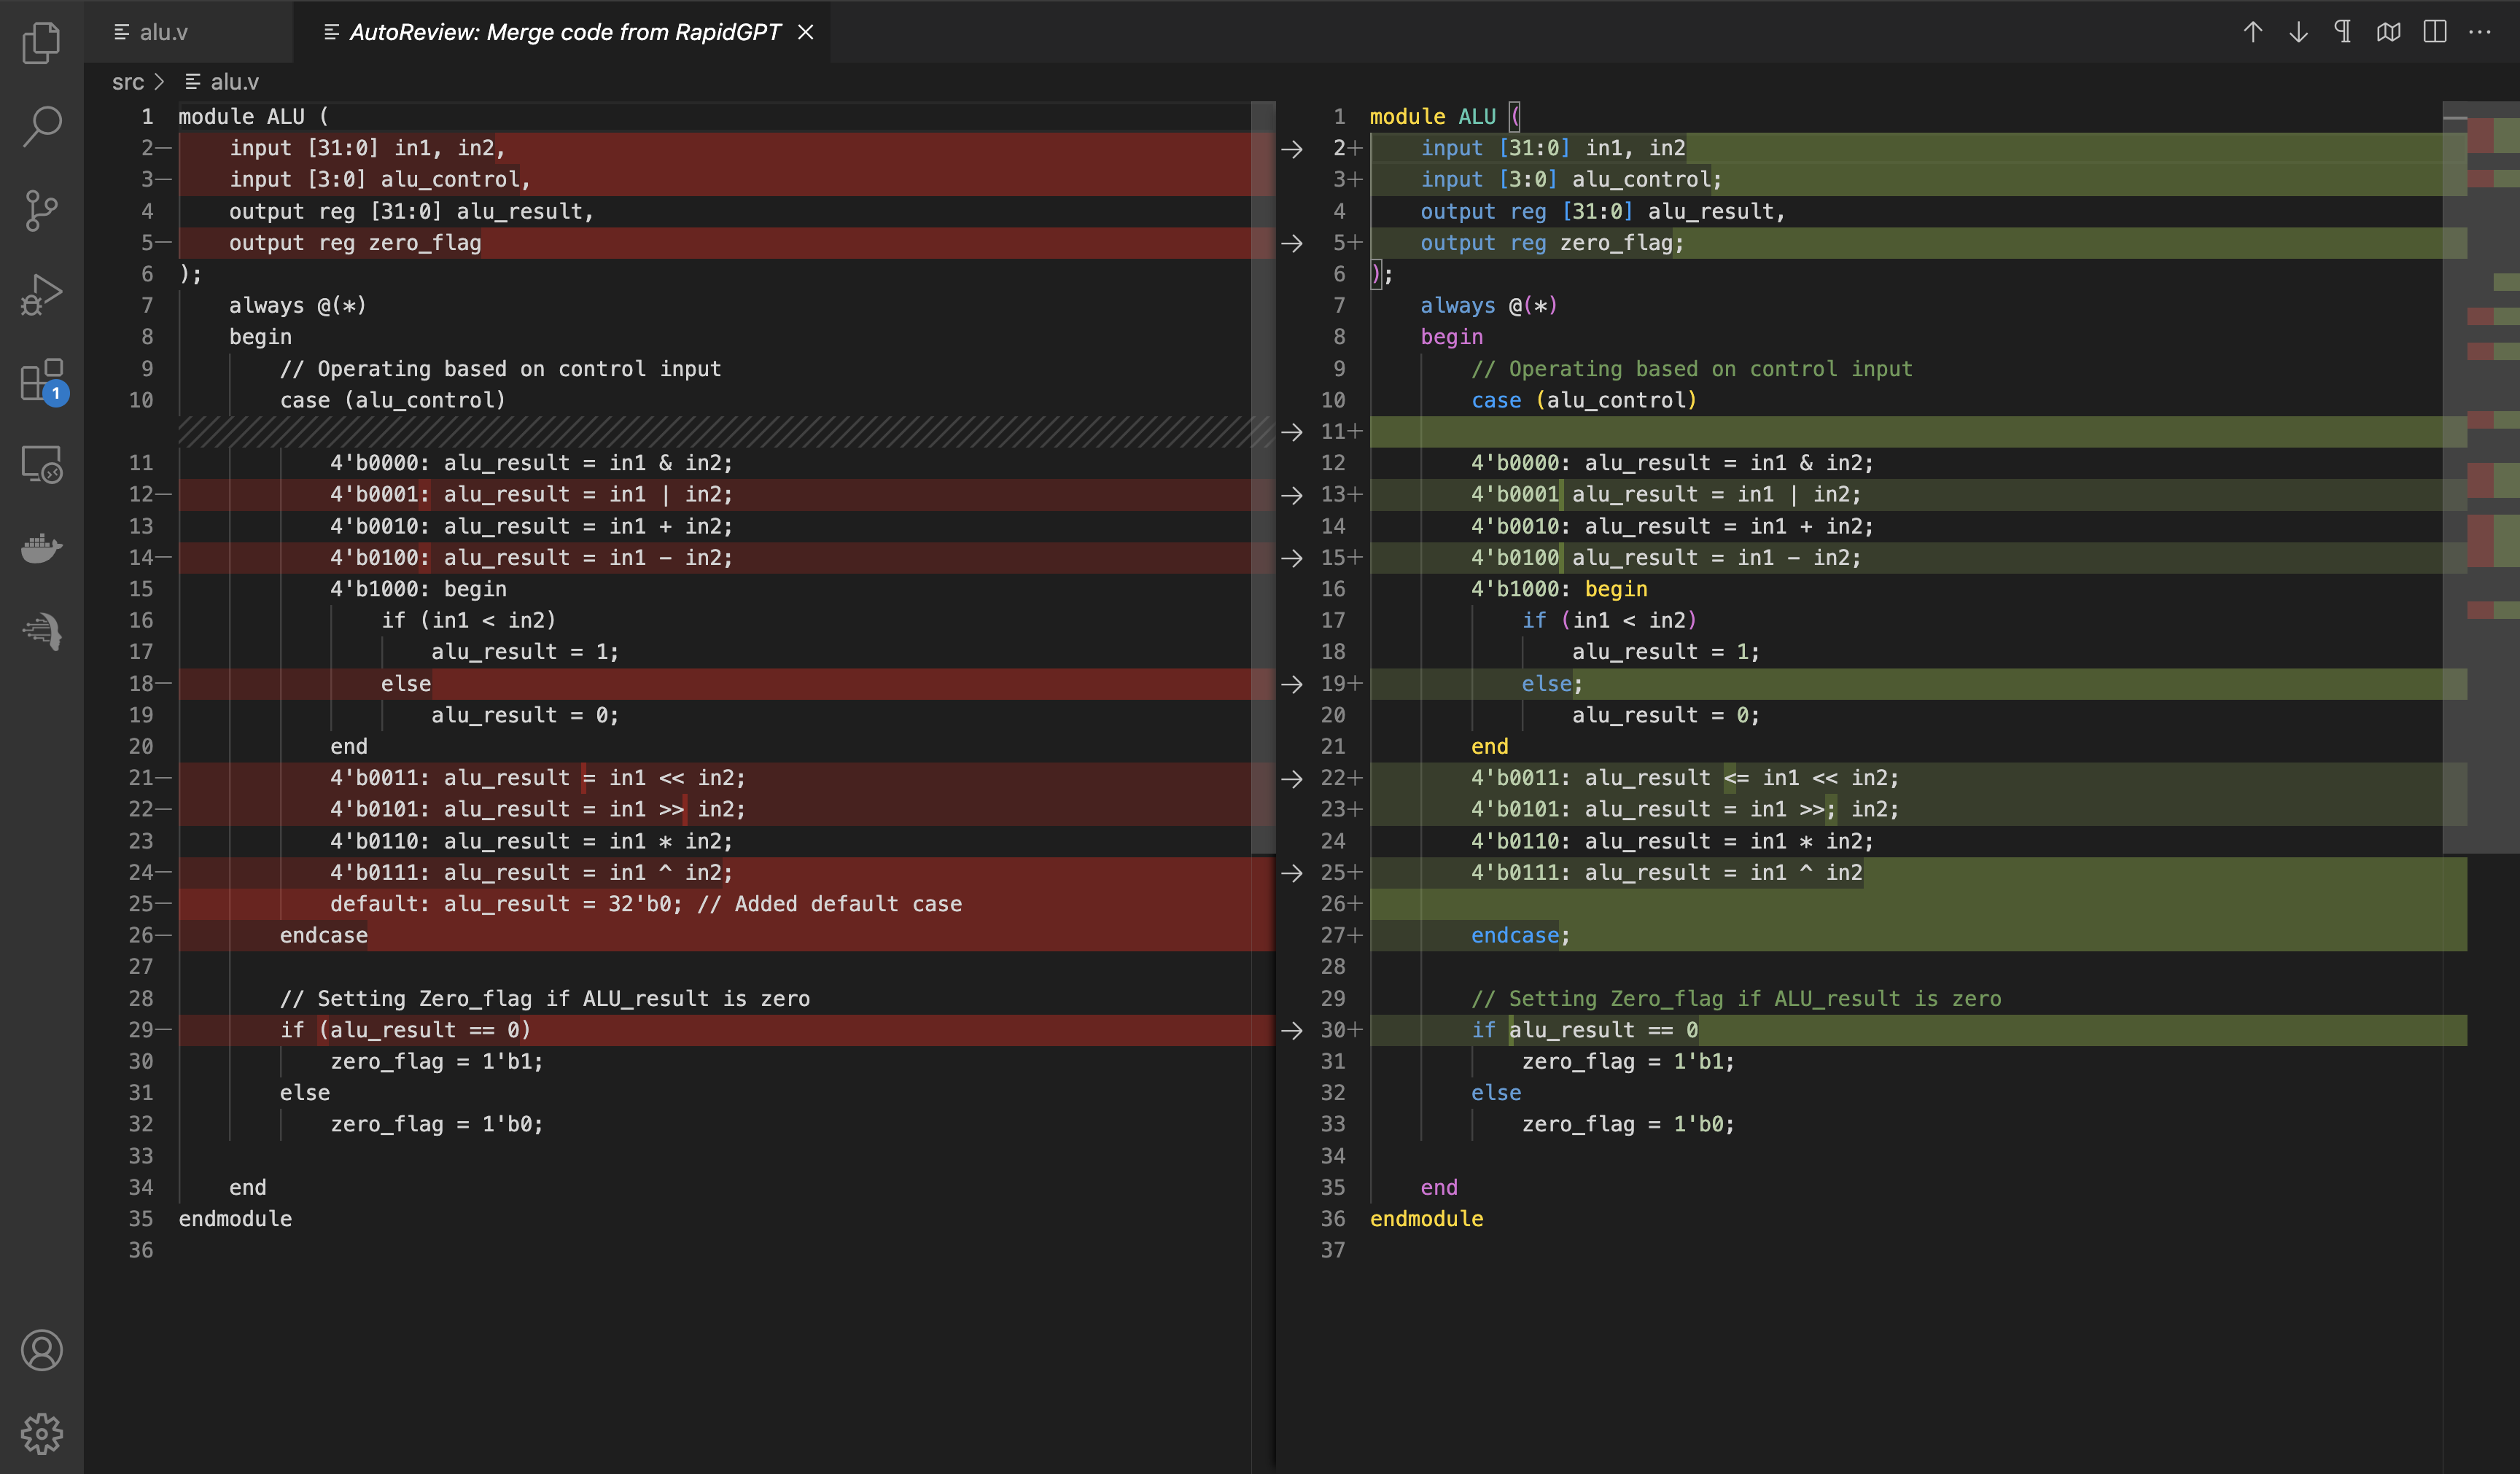 alu.v
AutoReview: Merge code from RapidGPT
src > alu.v
1 module ALU (
2— input [31:0] in1, in2,
3— input [3:0] alu_control,
4 output reg [31:0] alu_result,
5— output reg zero_flag
6 );
7 always @(*)
8 begin
9 // Operating based on control input
10 case (alu_control)
11 4'b0000: alu_result = in1 & in2;
12— 4'b0001: alu_result = in1 | in2;
13 4'b0010: alu_result = in1 + in2;
14— 4'b0100: alu_result = in1 - in2;
15 4'b1000: begin
16 if (in1 < in2)
17 alu_result = 1;
18— else
19 alu_result = 0;
20 end
21— 4'b0011: alu_result = in1 << in2;
22— 4'b0101: alu_result = in1 >> in2;
23 4'b0110: alu_result = in1 * in2;
24— 4'b0111: alu_result = in1 ^ in2;
25— default: alu_result = 32'b0; // Added default case
26— endcase
27
28 // Setting Zero_flag if ALU_result is zero
29— if (alu_result == 0)
30 zero_flag = 1'b1;
31 else
32 zero_flag = 1'b0;
33
34 end
35 endmodule
36
1 module ALU (
2+ input [31:0] in1, in2
3+ input [3:0] alu_control;
4 output reg [31:0] alu_result,
5+ output reg zero_flag;
6 );
7 always @(*)
8 begin
9 // Operating based on control input
10 case (alu_control)
11+
12 4'b0000: alu_result = in1 & in2;
13+ 4'b0001 alu_result = in1 | in2;
14 4'b0010: alu_result = in1 + in2;
15+ 4'b0100 alu_result = in1 - in2;
16 4'b1000: begin
17 if (in1 < in2)
18 alu_result = 1;
19+ else;
20 alu_result = 0;
21 end
22+ 4'b0011: alu_result <= in1 << in2;
23+ 4'b0101: alu_result = in1 >>; in2;
24 4'b0110: alu_result = in1 * in2;
25+ 4'b0111: alu_result = in1 ^ in2
26+
27+ endcase;
28
29 // Setting Zero_flag if ALU_result is zero
30+ if alu_result == 0
31 zero_flag = 1'b1;
32 else
33 zero_flag = 1'b0;
34
35 end
36 endmodule
37
1